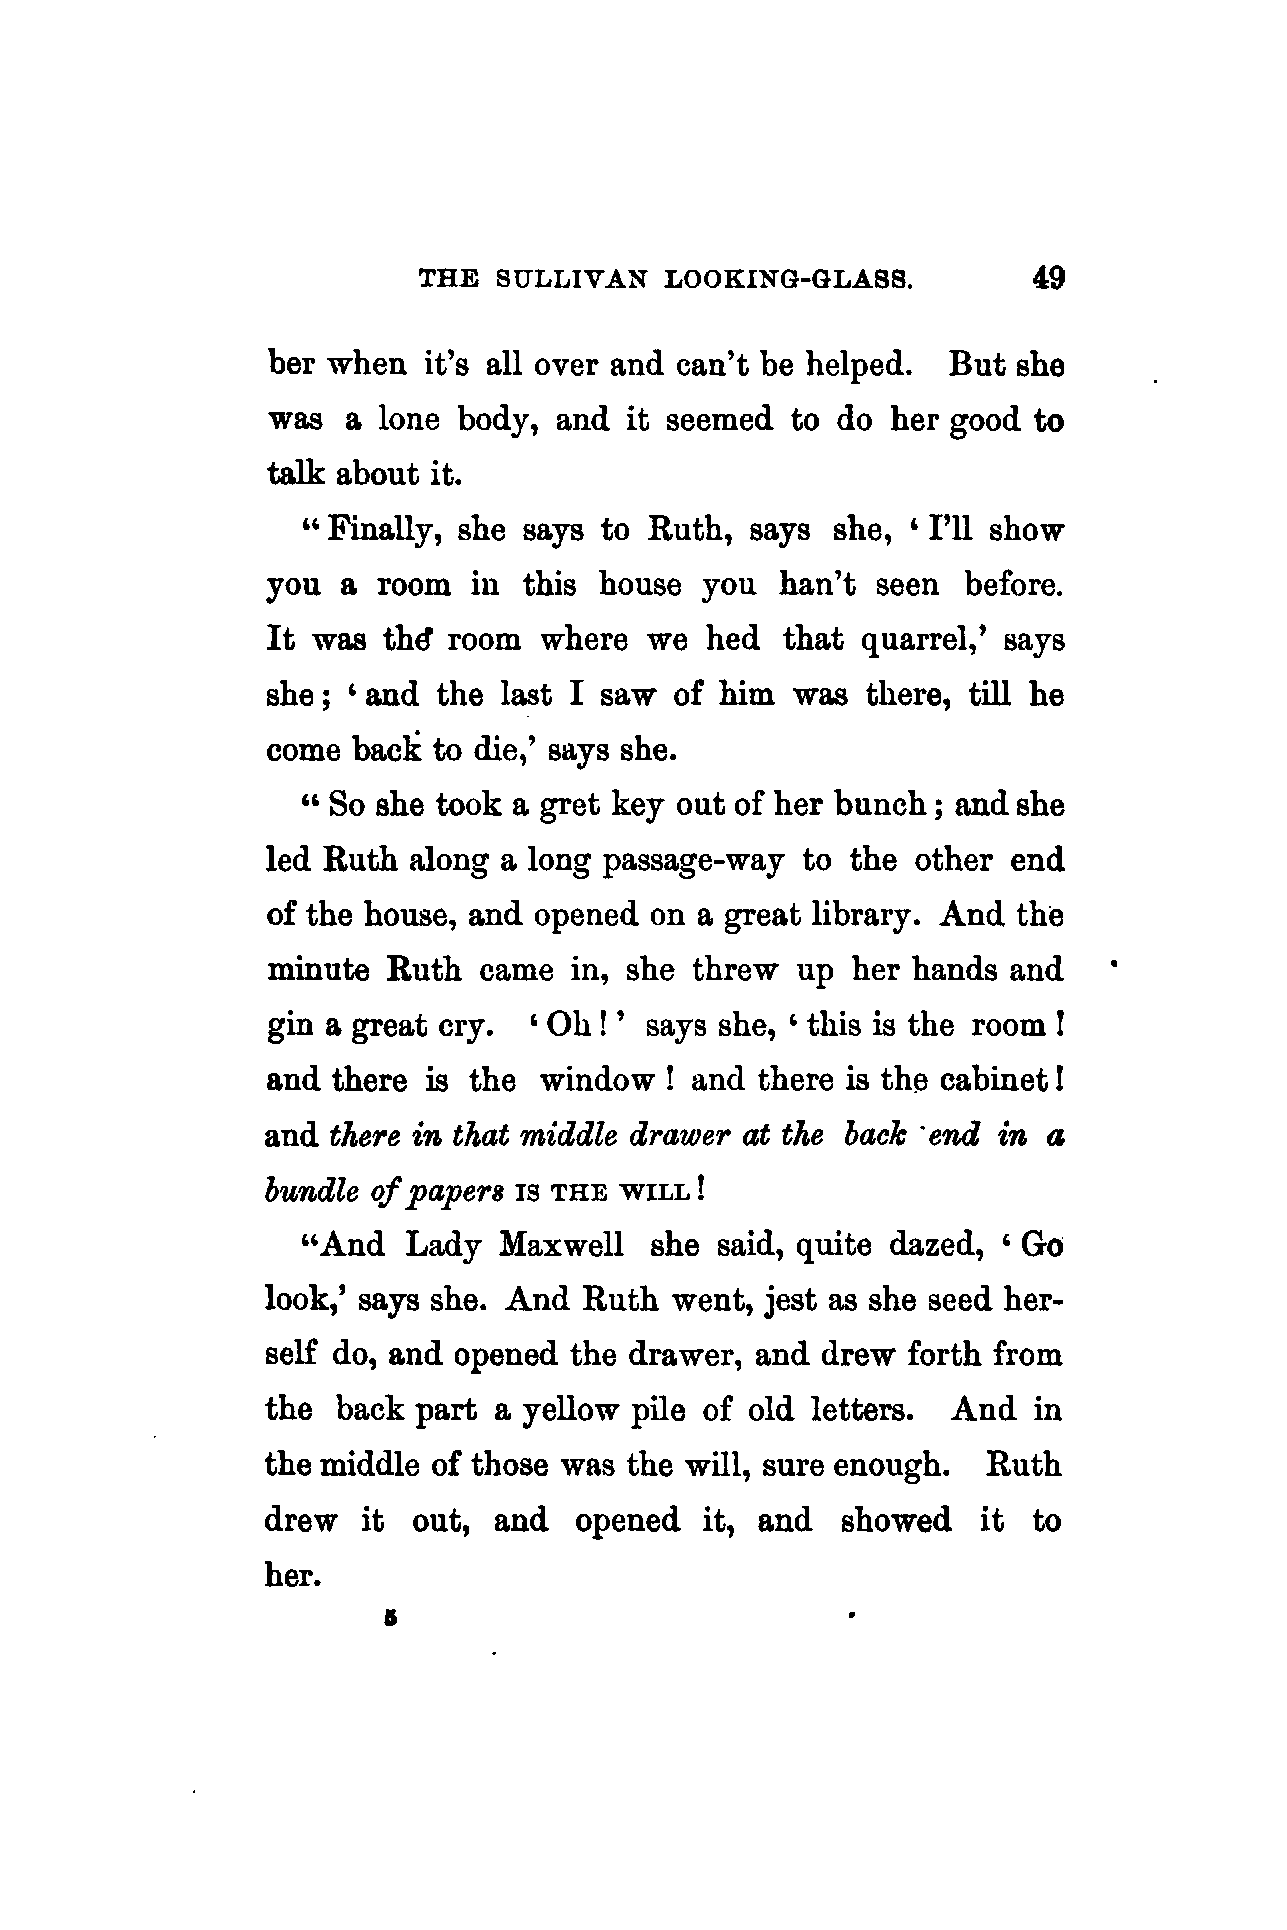 THE SULLIVAN LOOKING-GLASS. 49
ber when it's all over and can't be helped. But she
was a lone body, and it seemed to do her good to
talk about it.
“Finally, she says to Ruth, says she, ‘I'll show
you a room in this house you han't seen before.
It was the room where we hed that quarrel,’ says
she; ‘and the last I saw of him was there, till he
come back to die,’ says she.
“So she took a gret key out of her bunch; and she
led Ruth along a long passage-way to the other end
of the house, and opened on a great library. And the
minute Ruth came in, she threw up her hands and
gin a great cry. ‘Oh!’ says she, ‘this is the room!
and there is the window! and there is the cabinet!
and there in that middle drawer at the back end in a
bundle of papers IS THE WILL!
“And Lady Maxwell she said, quite dazed, ‘Go
look,’ says she. And Ruth went, jest as she seed her-
self do, and opened the drawer, and drew forth from
the back part a yellow pile of old letters. And in
the middle of those was the will, sure enough. Ruth
drew it out, and opened it, and showed it to
her.
5